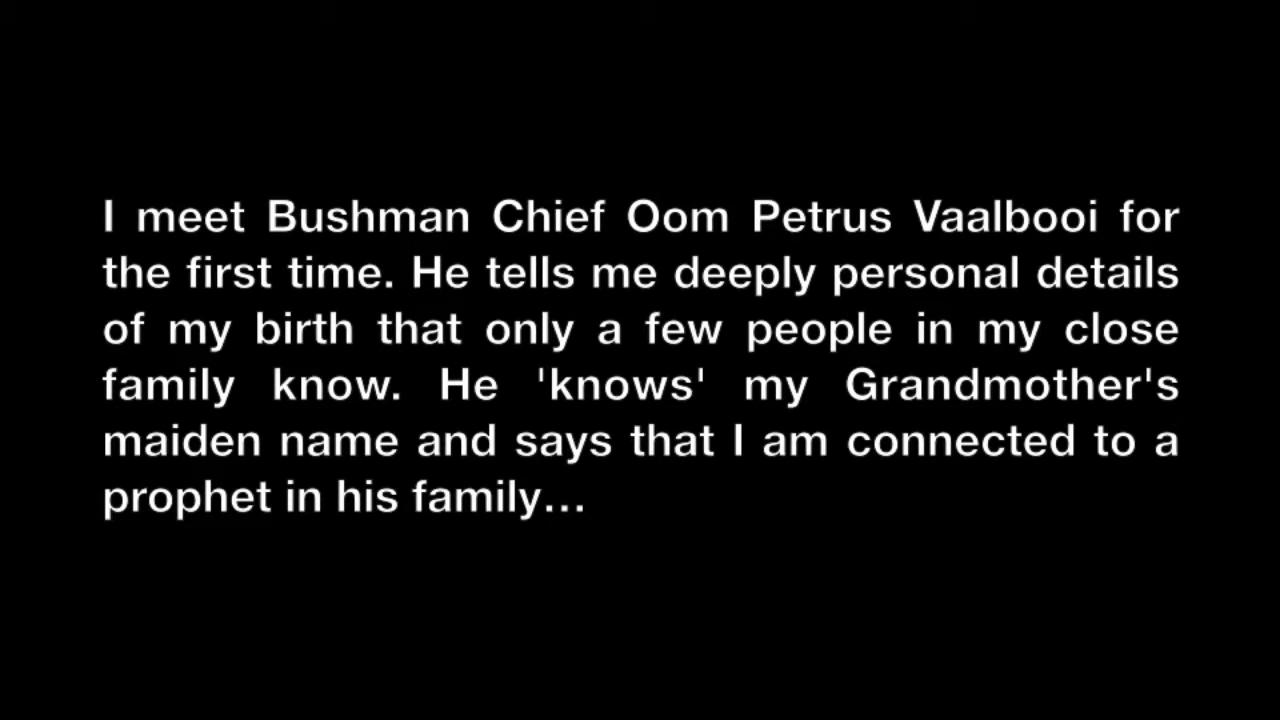 I meet Bushman Chief Oom Petrus Vaalbooi for
the first time. He tells me deeply personal details
of my birth that only a few people in my close
family know. He 'knows' my Grandmother's
maiden name and says that I am connected to a
prophet in his family...